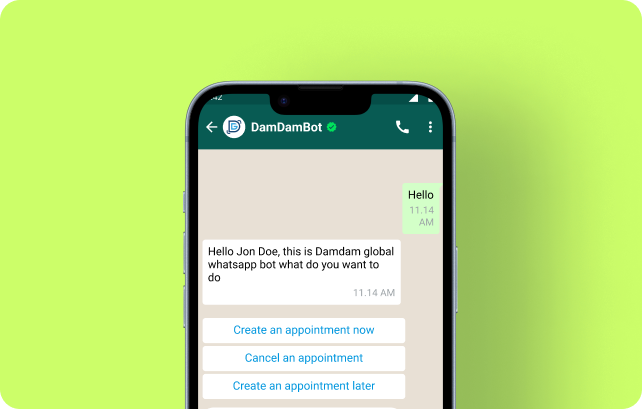 DamDamBot
Hello
11.14
AM
Hello Jon Doe, this is Damdam global
whatsapp bot what do you want to
do
11.14 AM
Create an appointment now
Cancel an appointment
Create an appointment later